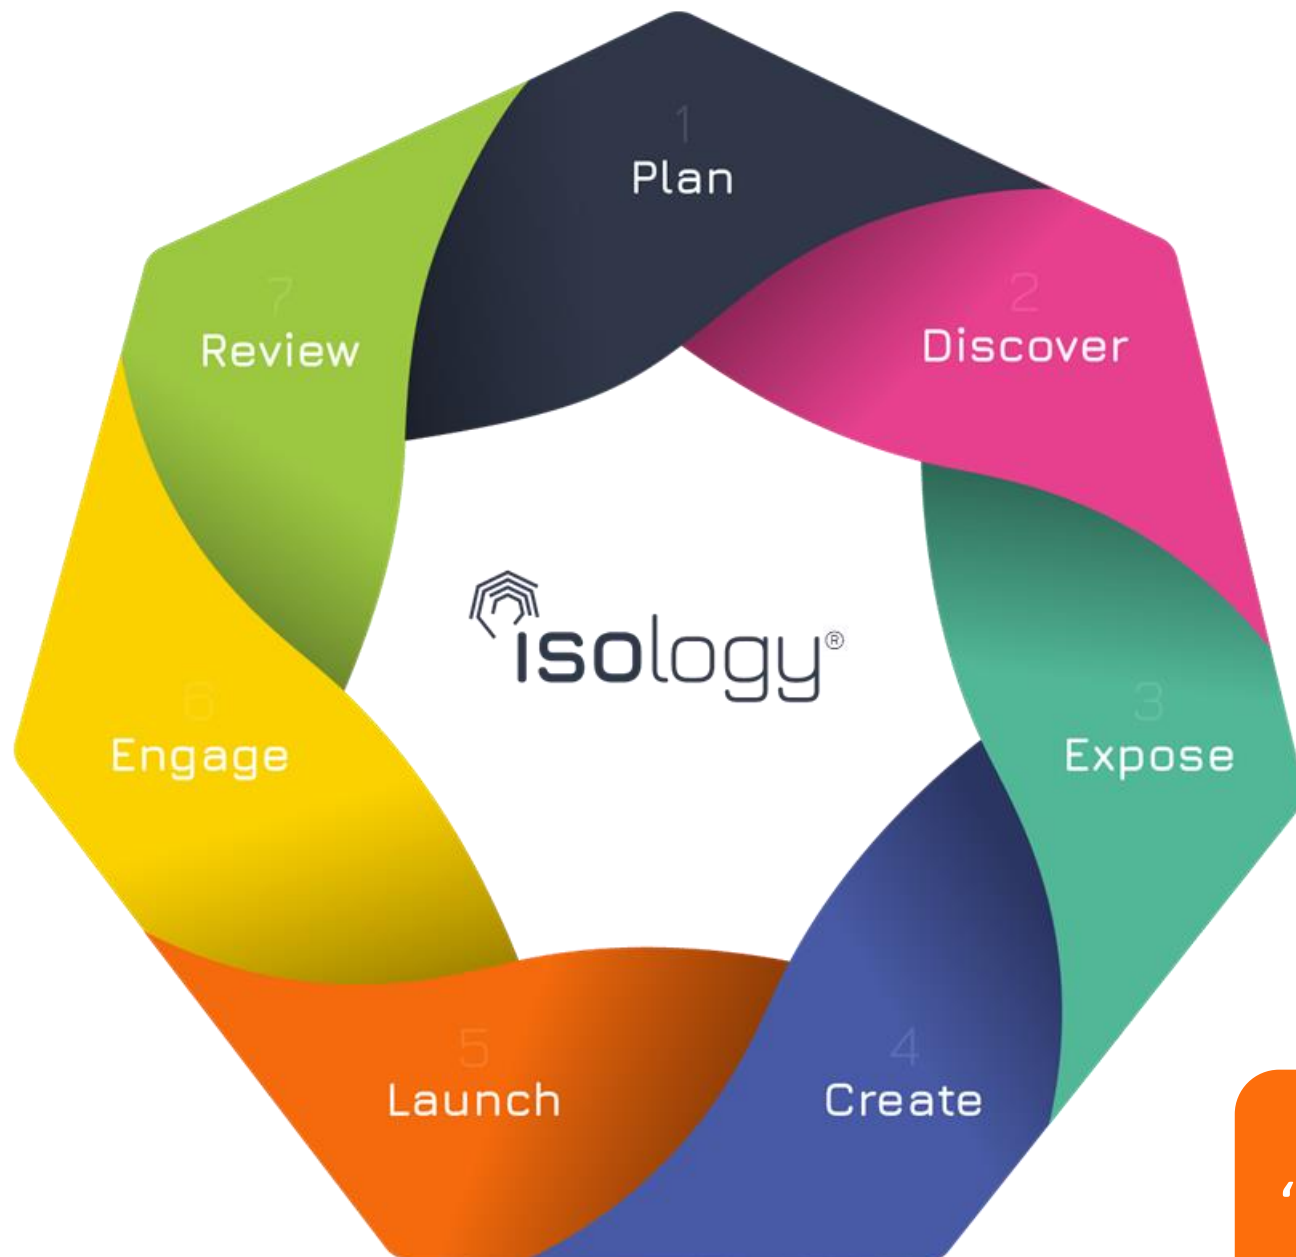 1
Plan
2
Discover
3
Expose
4
Create
5
Launch
6
Engage
7
Review
isology®
‘